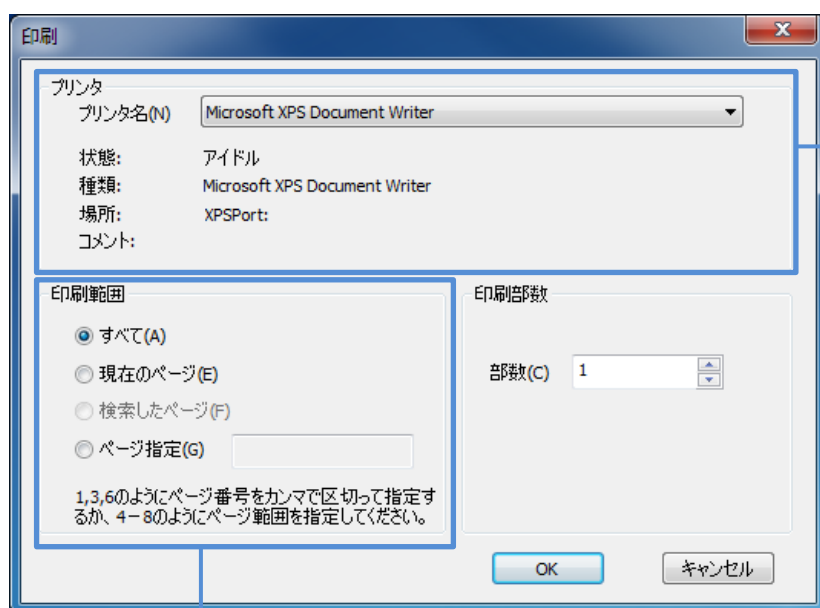 印刷
プリンタ
プリンタ名(N) Microsoft XPS Document Writer
状態: アイドル
種類: Microsoft XPS Document Writer
場所: XPSPort:
コメント:
印刷範囲
すべて(A)
現在のページ(E)
検索したページ(F)
ページ指定(G)
1,3,6のようにページ番号をカンマで区切って指定す
るか、4－8のようにページ範囲を指定してください。
印刷部数
部数(C) 1
OK キャンセル